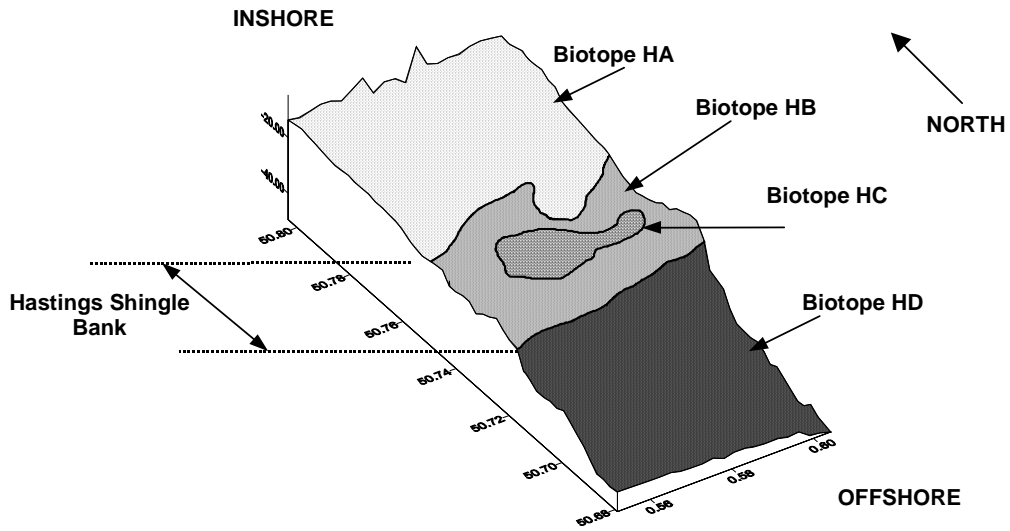 INSHORE
Biotope HA
Biotope HB
NORTH
Biotope HC
Hastings Shingle
Bank
Biotope HD
OFFSHORE
-20.00
-40.00
50.80
50.78
50.76
50.74
50.72
50.70
50.68
0.56
0.58
0.60